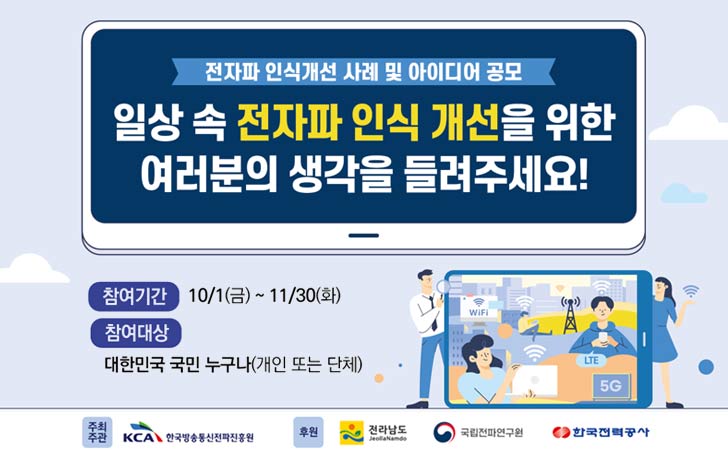 전자파 인식개선 사례 및 아이디어 공모
일상 속 전자파 인식 개선을 위한
여러분의 생각을 들려주세요!
참여기간 10/1(금) ~ 11/30(화)
참여대상
대한민국 국민 누구나(개인 또는 단체)
WiFi
LTE
5G
주최
주관
KCA 한국방송통신전파진흥원
후원
전라남도
JeollaNamdo
국립전파연구원
한국전력공사